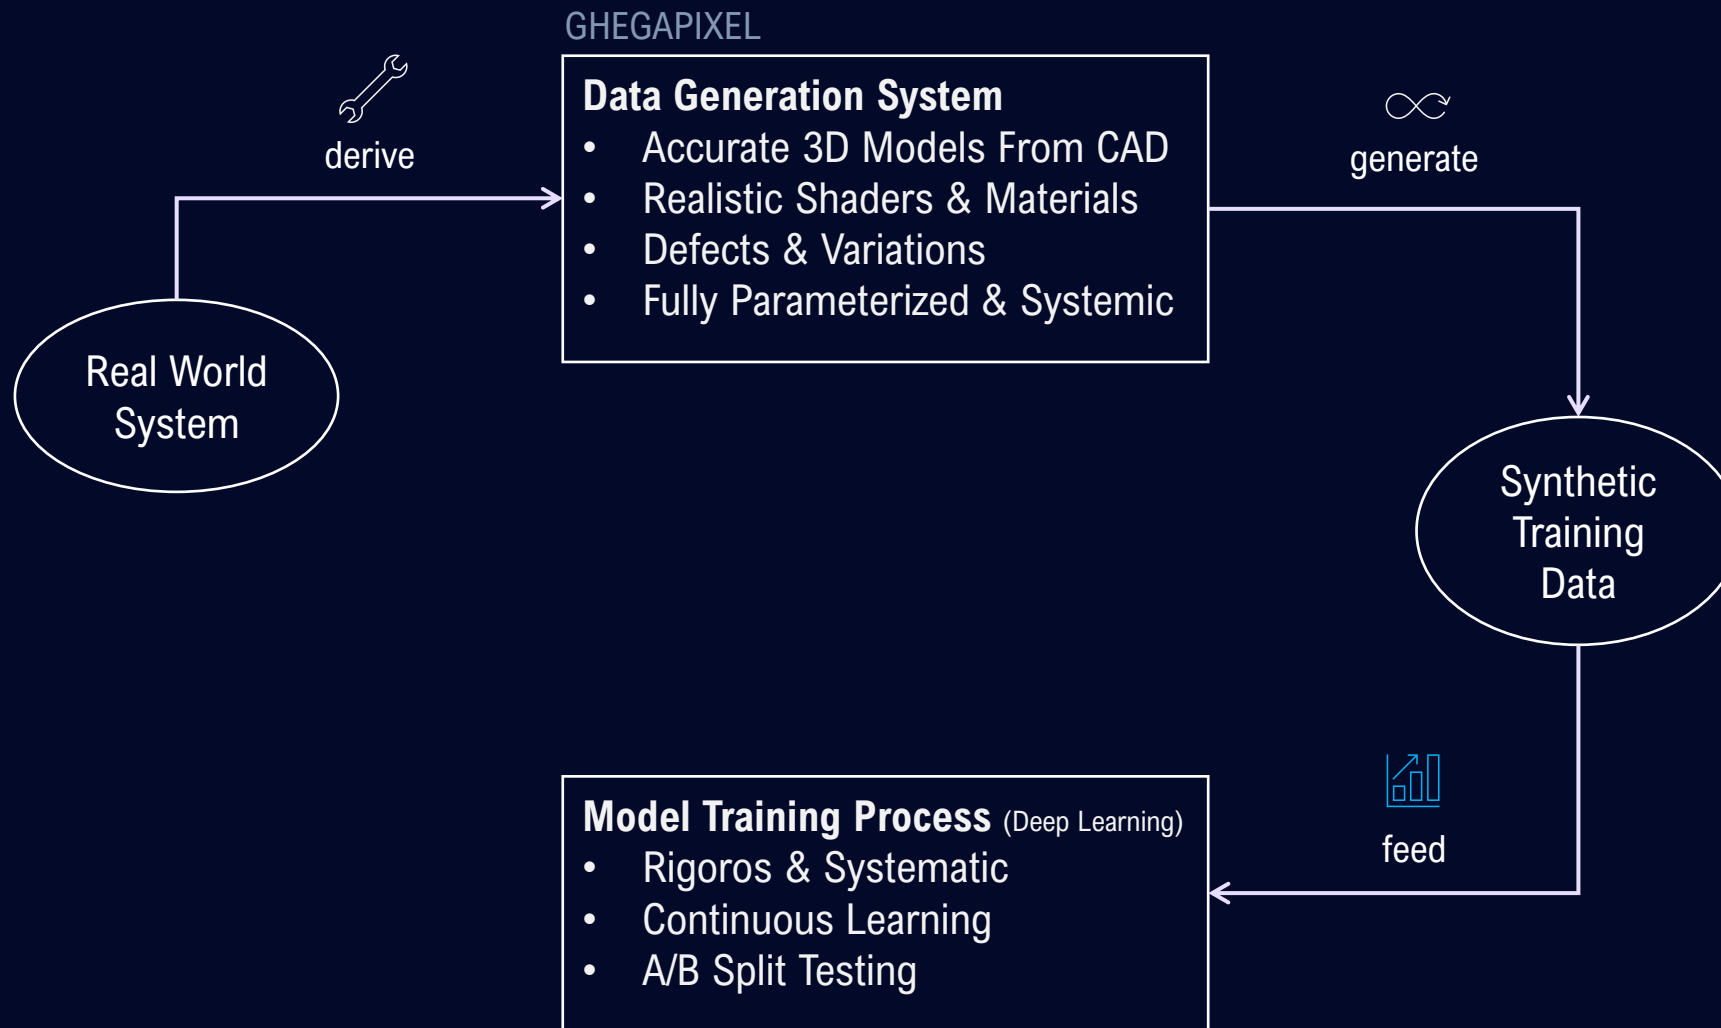 GHEGAPIXEL
derive
Data Generation System
• Accurate 3D Models From CAD
• Realistic Shaders & Materials
• Defects & Variations
• Fully Parameterized & Systemic
generate
Real World
System
Synthetic
Training
Data
feed
Model Training Process (Deep Learning)
• Rigoros & Systematic
• Continuous Learning
• A/B Split Testing